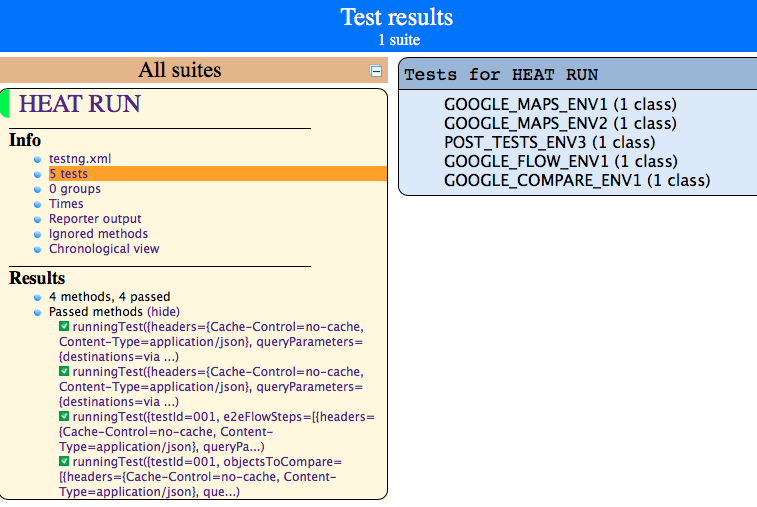 Test results
1 suite
All suites
HEAT RUN
Info
testng.xml
5 tests
0 groups
Times
Reporter output
Ignored methods
Chronological view
Results
4 methods, 4 passed
Passed methods (hide)
runningTest({headers={Cache-Control=no-cache,
Content-Type=application/json}, queryParameters=
{destinations=via ...)
runningTest({headers={Cache-Control=no-cache,
Content-Type=application/json}, queryParameters=
{destinations=via ...)
runningTest({testId=001, e2eFlowSteps=[{headers=
{Cache-Control=no-cache, Content-
Type=application/json}, queryPa...)
runningTest({testId=001, objectsToCompare=
[{headers={Cache-Control=no-cache, Content-
Type=application/json}, que...)
Tests for HEAT RUN
GOOGLE_MAPS_ENV1 (1 class)
GOOGLE_MAPS_ENV2 (1 class)
POST_TESTS_ENV3 (1 class)
GOOGLE_FLOW_ENV1 (1 class)
GOOGLE_COMPARE_ENV1 (1 class)